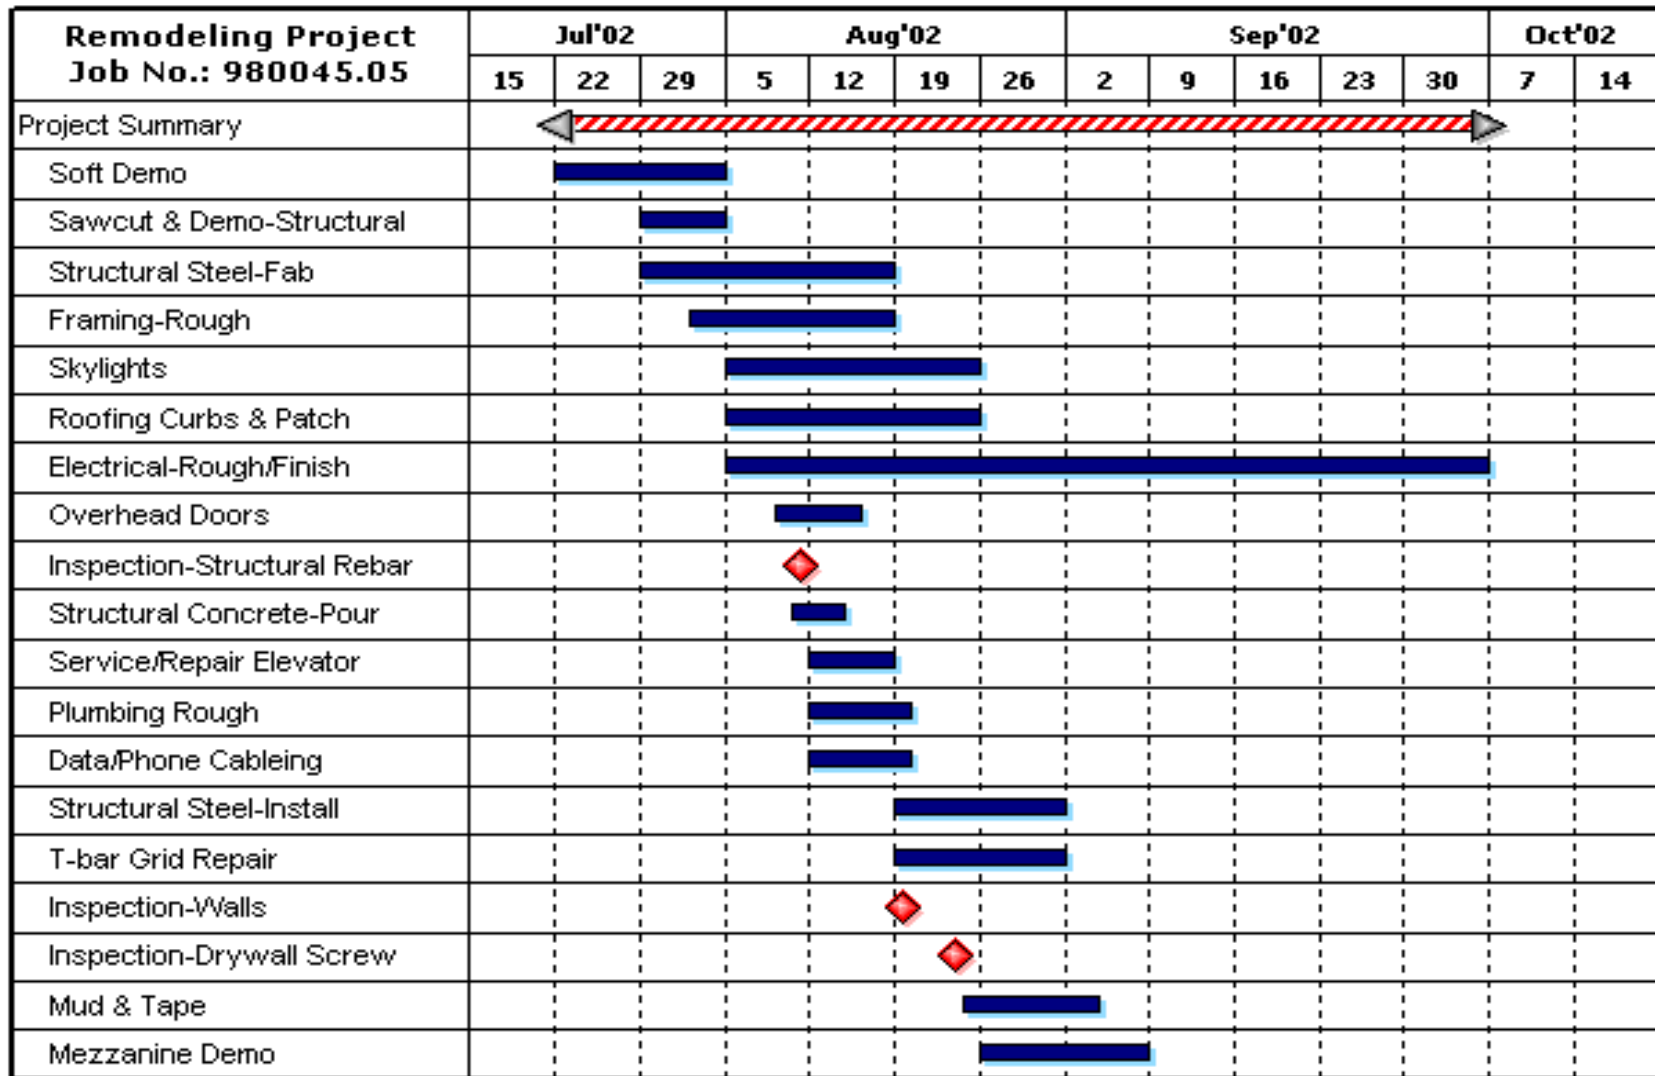 Remodeling Project
Job No.: 980045.05
Jul'02 Aug'02 Sep'02 Oct'02
15 22 29 5 12 19 26 2 9 16 23 30 7 14
Project Summary
Soft Demo
Sawcut & Demo-Structural
Structural Steel-Fab
Framing-Rough
Skylights
Roofing Curbs & Patch
Electrical-Rough/Finish
Overhead Doors
Inspection-Structural Rebar
Structural Concrete-Pour
Service/Repair Elevator
Plumbing Rough
Data/Phone Cableing
Structural Steel-Install
T-bar Grid Repair
Inspection-Walls
Inspection-Drywall Screw
Mud & Tape
Mezzanine Demo